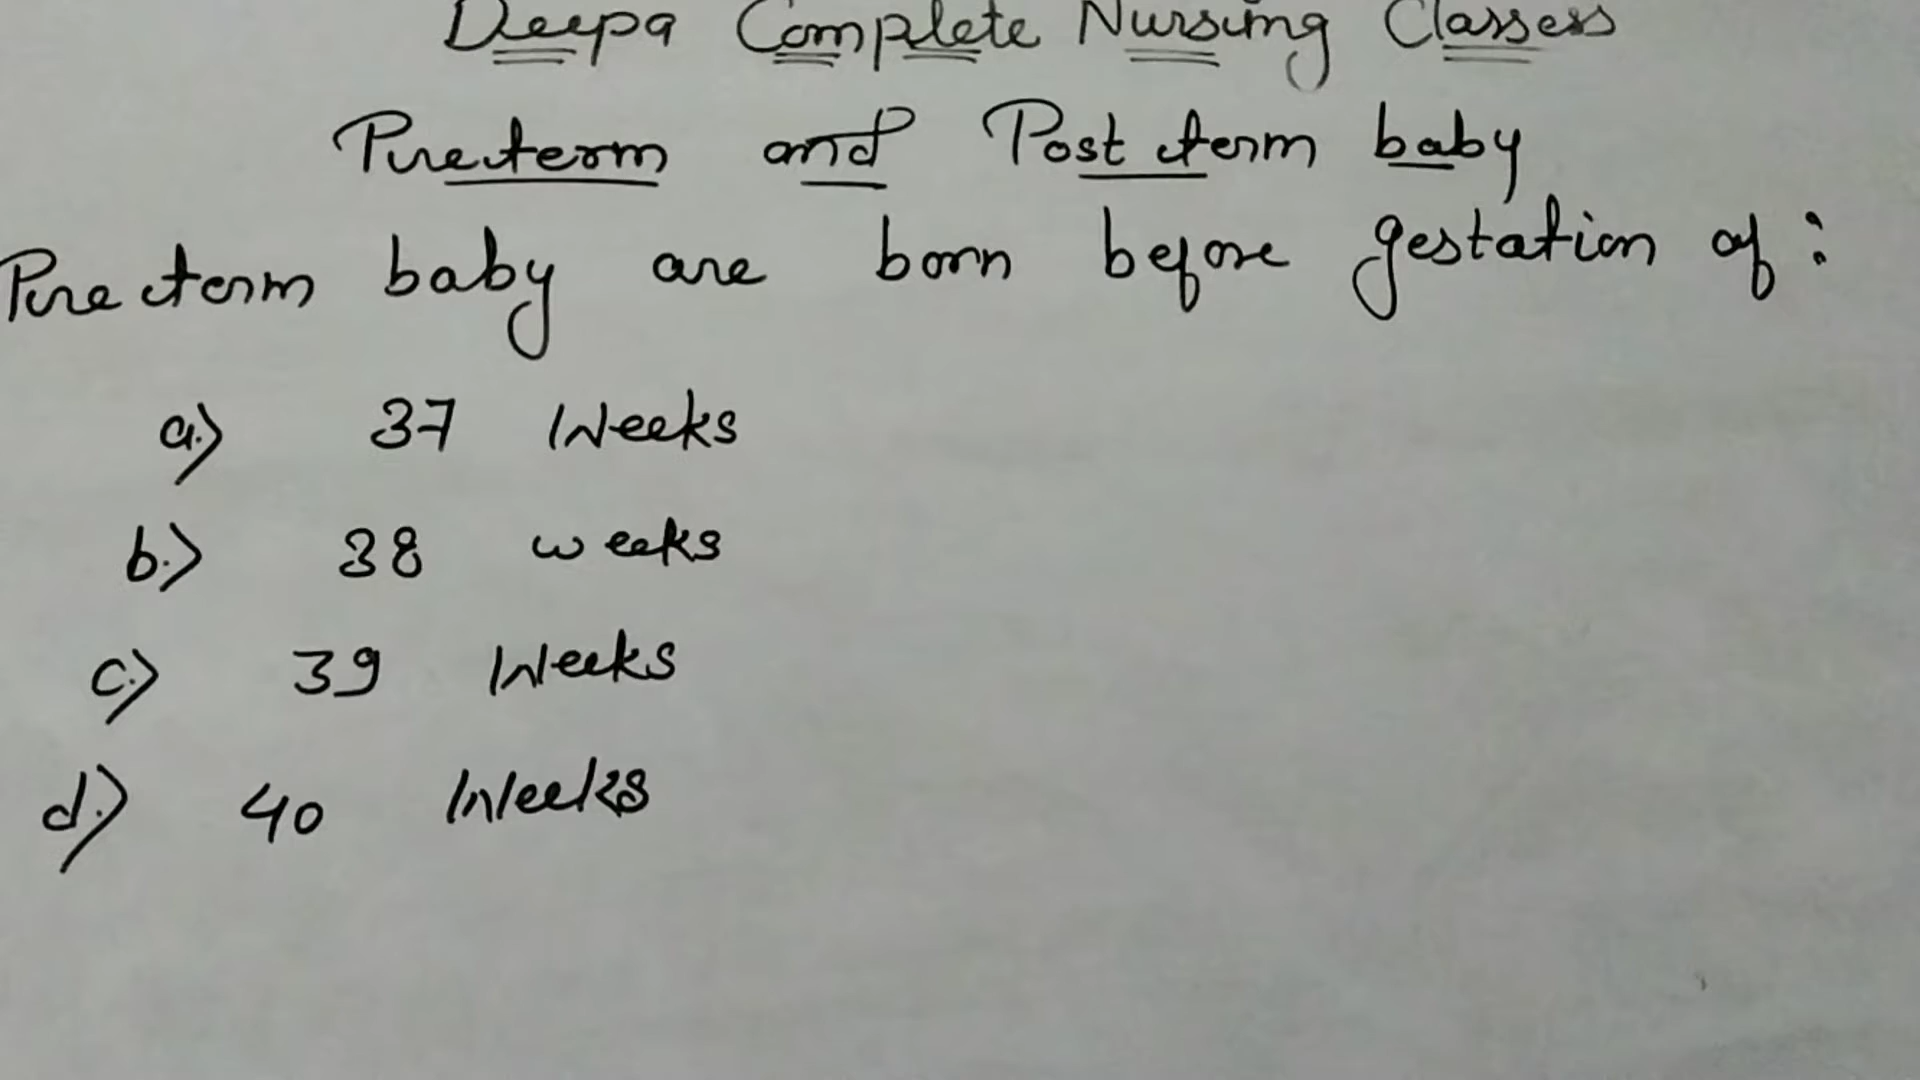 Deepa Complete Nursing Classess
Preterm and Post term baby
Preterm baby are born before gestation of :
a.) 37 Weeks
b.) 38 weeks
c.) 39 Weeks
d.) 40 Weeks